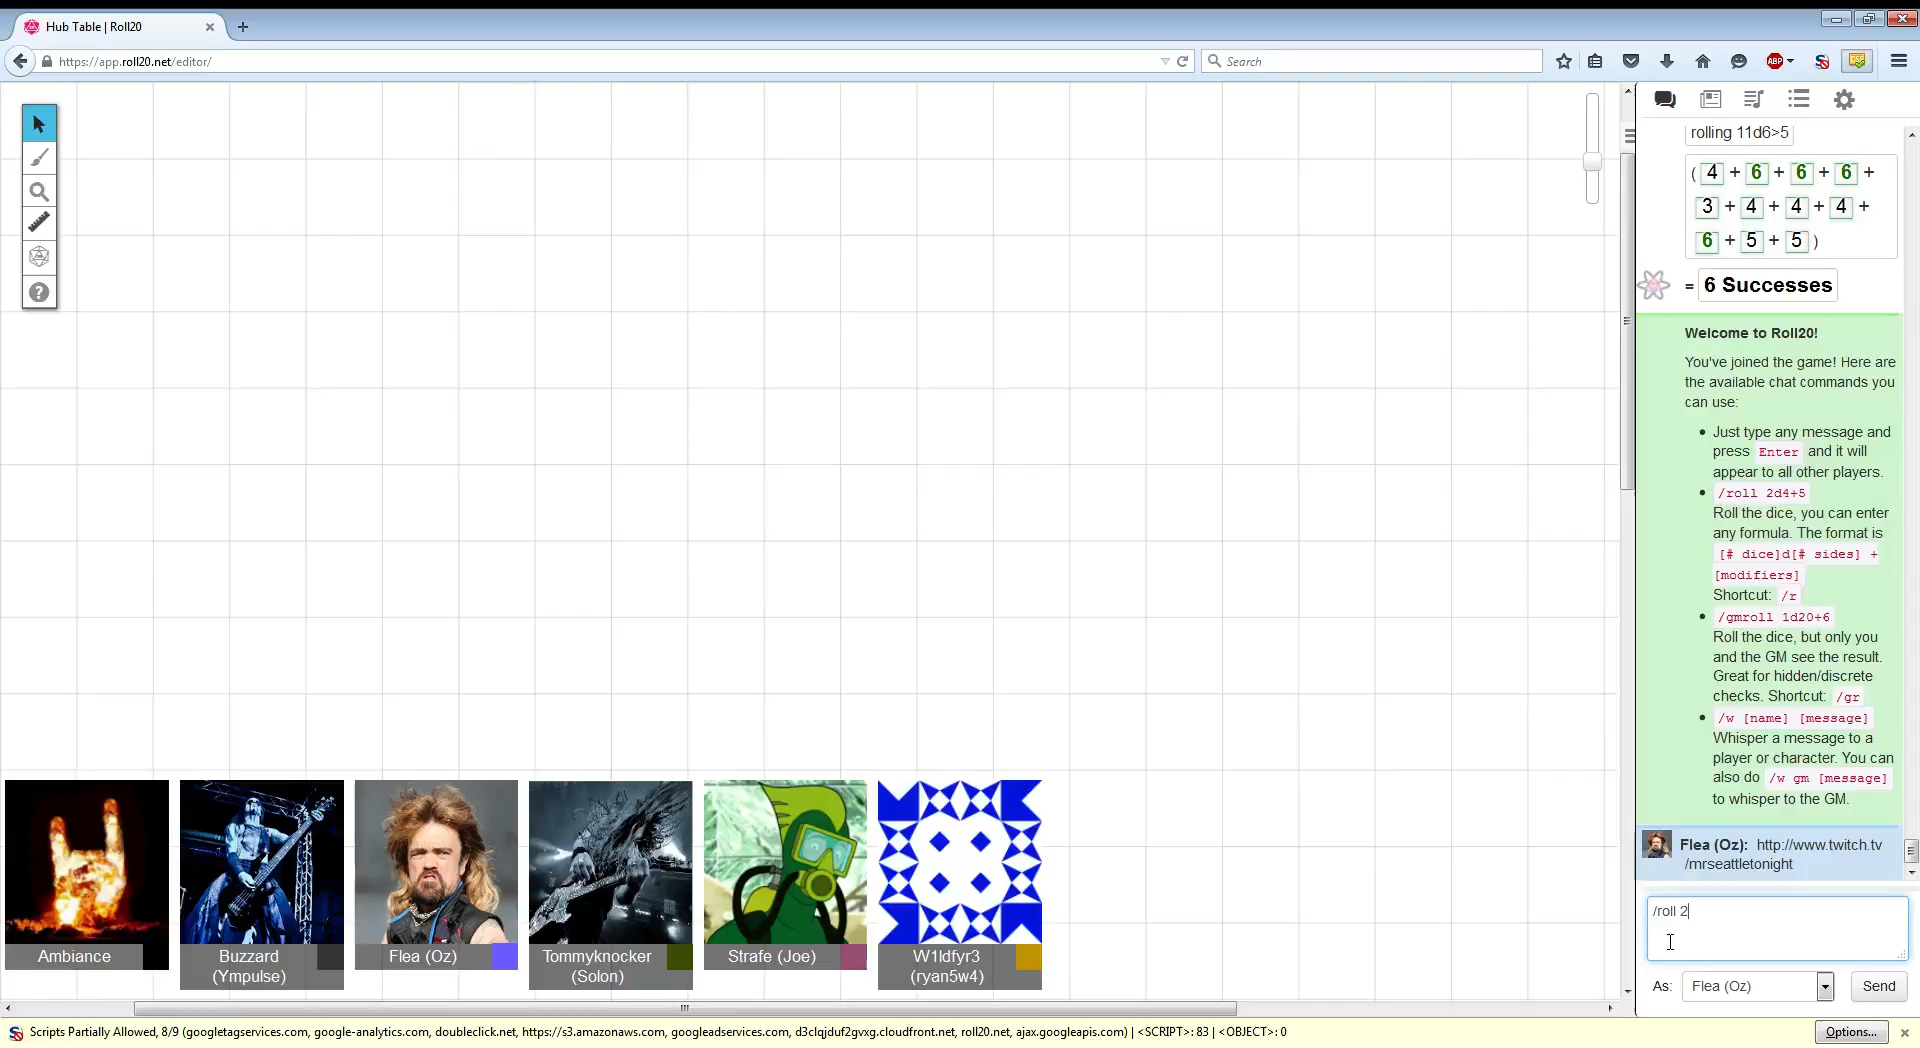 Hub Table | Roll20
https://app.roll20.net/editor/
Search
ABP
rolling 11d6>5
( 4 + 6 + 6 + 6 +
3 + 4 + 4 + 4 +
6 + 5 + 5 )
= 6 Successes
Welcome to Roll20!
You've joined the game! Here are
the available chat commands you
can use:
Just type any message and
press Enter and it will
appear to all other players.
/roll 2d4+5
Roll the dice, you can enter
any formula. The format is
[# dice]d[# sides] +
[modifiers]
Shortcut: /r
/gmroll 1d20+6
Roll the dice, but only you
and the GM see the result.
Great for hidden/discrete
checks. Shortcut: /gr
/w [name] [message]
Whisper a message to a
player or character. You can
also do /w gm [message]
to whisper to the GM.
Flea (Oz): http://www.twitch.tv
/mrseattletonight
/roll 2
As: Flea (Oz) Send
Ambiance
Buzzard
(Ympulse)
Flea (Oz)
Tommyknocker
(Solon)
Strafe (Joe)
W1ldfyr3
(ryan5w4)
Scripts Partially Allowed, 8/9 (googletagservices.com, google-analytics.com, doubleclick.net, https://s3.amazonaws.com, googleadservices.com, d3clqjduf2gvxg.cloudfront.net, roll20.net, ajax.googleapis.com) | <SCRIPT>: 83 | <OBJECT>: 0
Options...